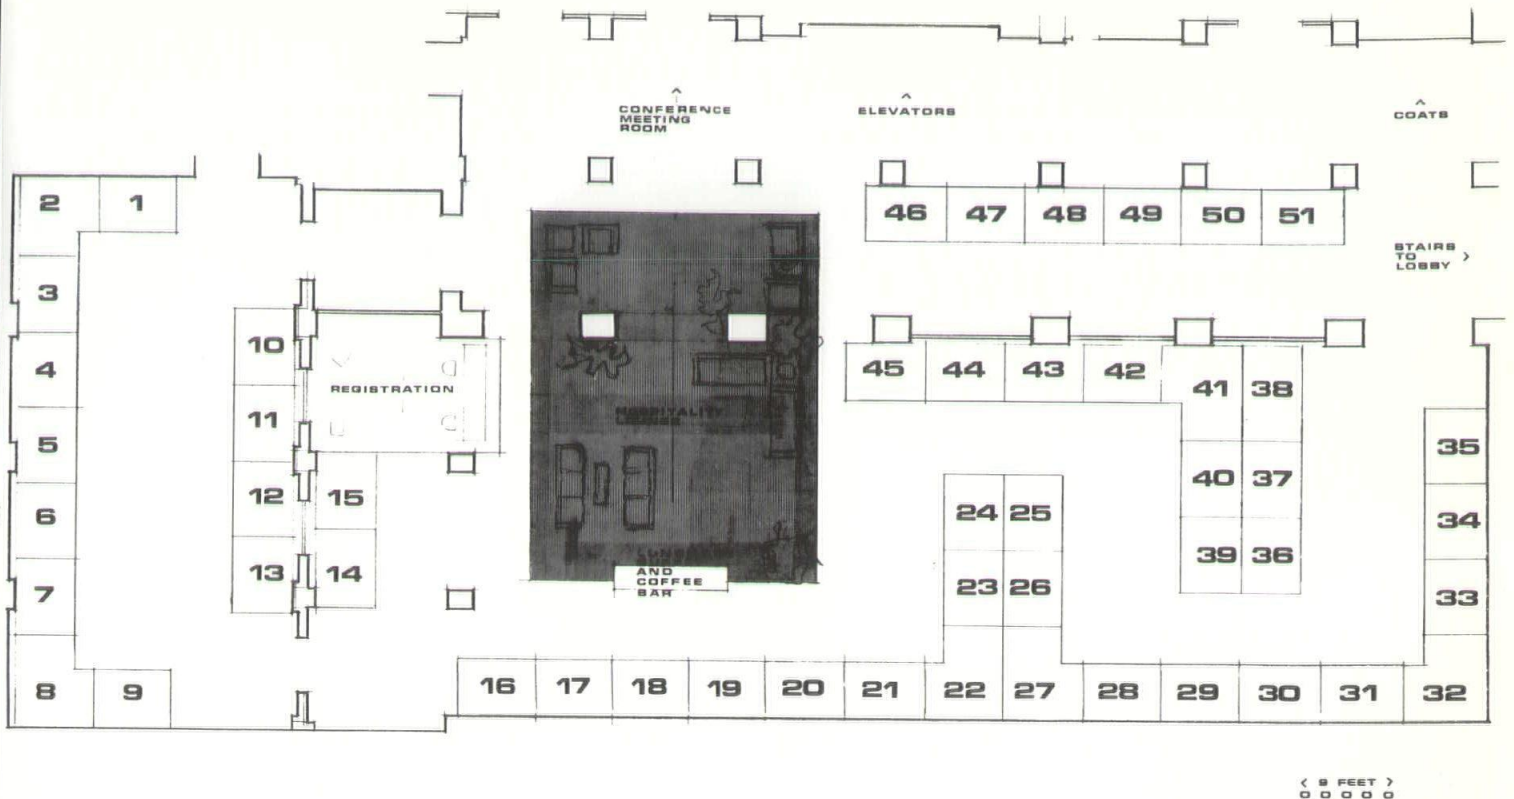 CONFERENCE
MEETING
ROOM
ELEVATORS
COATS
2 1
46 47 48 49 50 51
STAIRS
TO
LOBBY
3
10
4
REGISTRATION
45 44 43 42 41 38
HOSPITALITY
LOUNGE
11
5
35
12 15
40 37
6
24 25
34
39 36
13 14
AND
COFFEE
BAR
7
23 26
33
8 9
16 17 18 19 20 21 22 27 28 29 30 31 32
< 9 FEET >